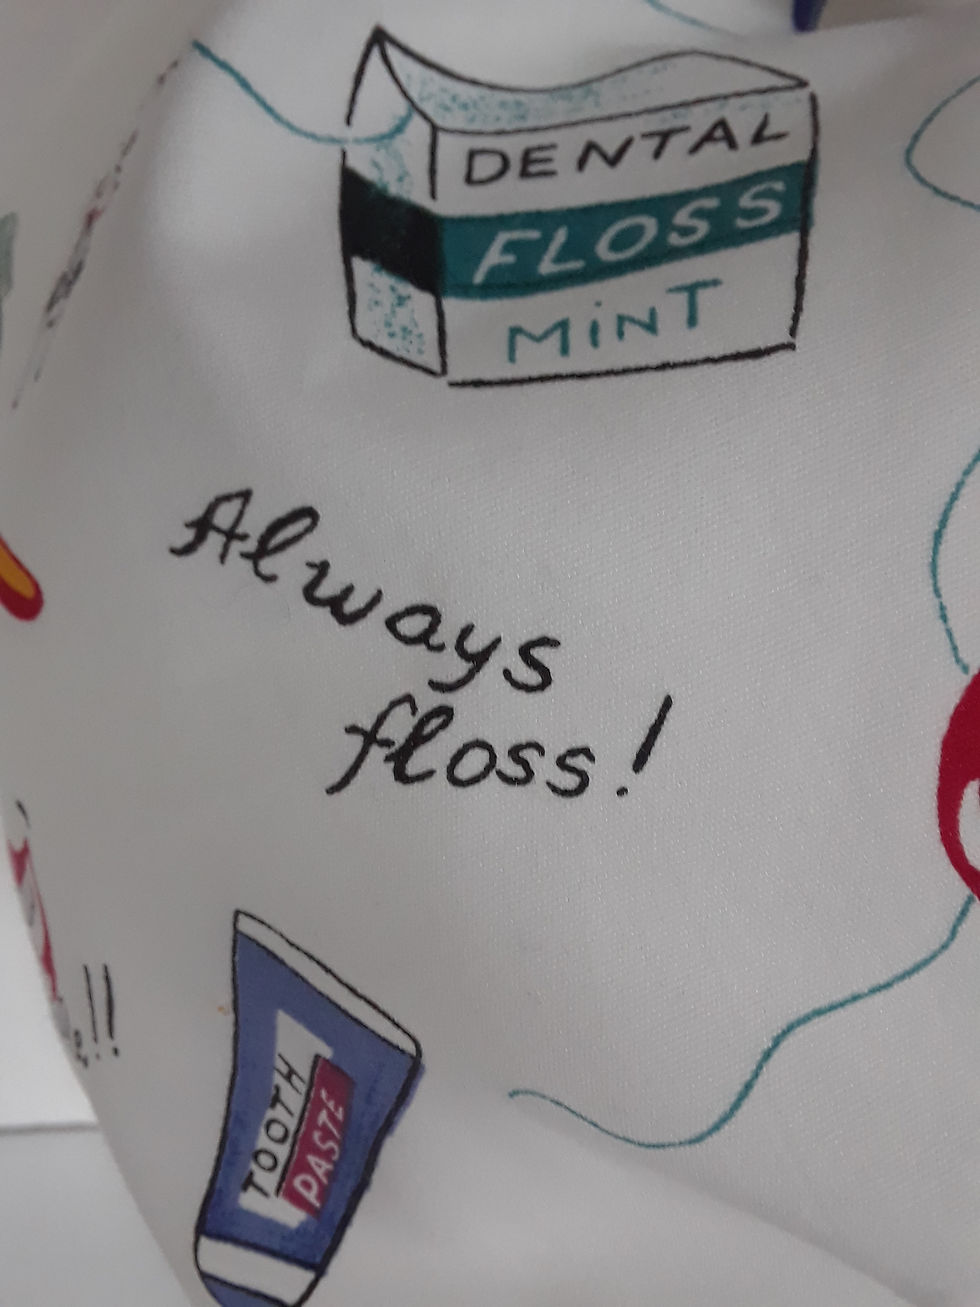 DENTAL
FLOSS
MiNT
Always
floss!
!!
TOOTH
PASTE